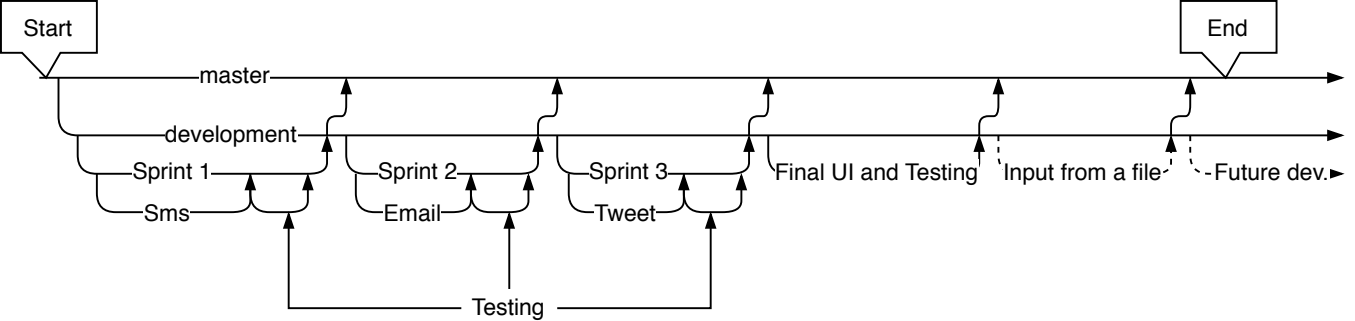 Start
End
master
development
Sprint 1
Sprint 2
Sprint 3
Final UI and Testing
Input from a file
Future dev.
Sms
Email
Tweet
Testing